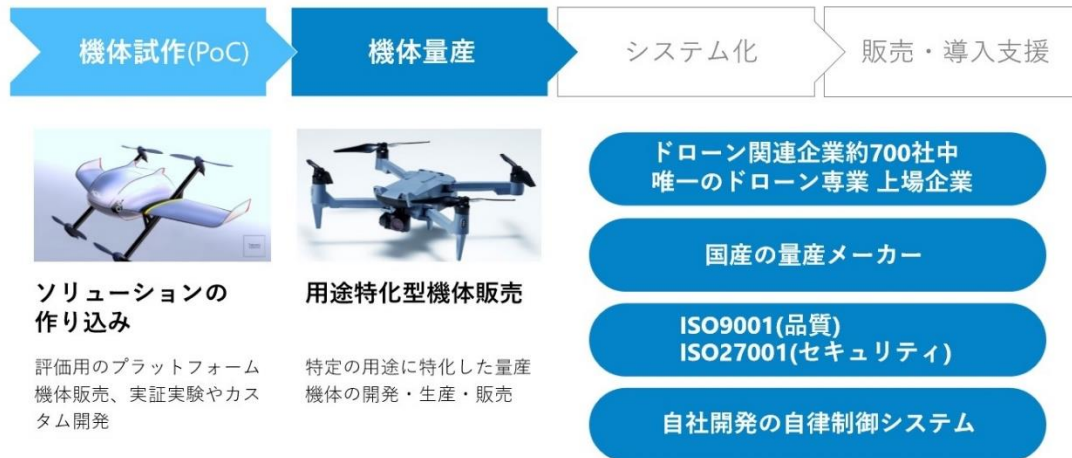 機体試作(PoC)
機体量産
システム化
販売・導入支援
ソリューションの
作り込み
評価用のプラットフォーム
機体販売、実証実験やカス
タム開発
用途特化型機体販売
特定の用途に特化した量産
機体の開発・生産・販売
ドローン関連企業約700社中
唯一のドローン専業 上場企業
国産の量産メーカー
ISO9001(品質)
ISO27001(セキュリティ)
自社開発の自律制御システム